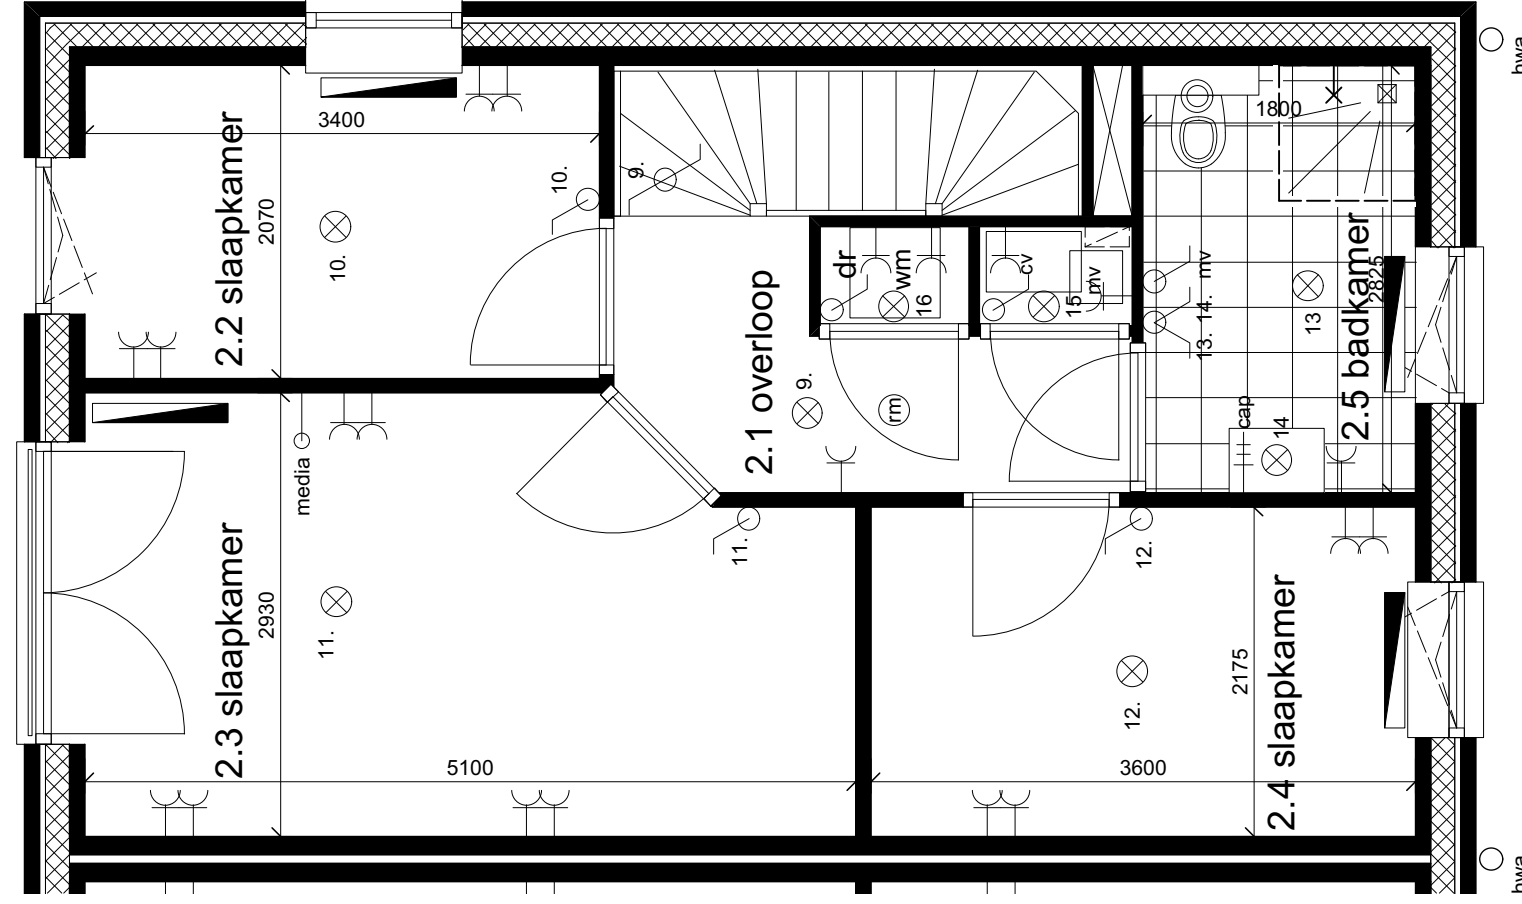 hwa
3400
1800
2.2 slaapkamer
2070
10.
10.
9.
dr
wm
16
cv
mv
15
mv
13. 14.
13
2825
2.5 badkamer
2.1 overloop
9.
rm
cap
14
media
11.
12.
2.3 slaapkamer
2930
11.
12.
2175
2.4 slaapkamer
5100
3600
hwa